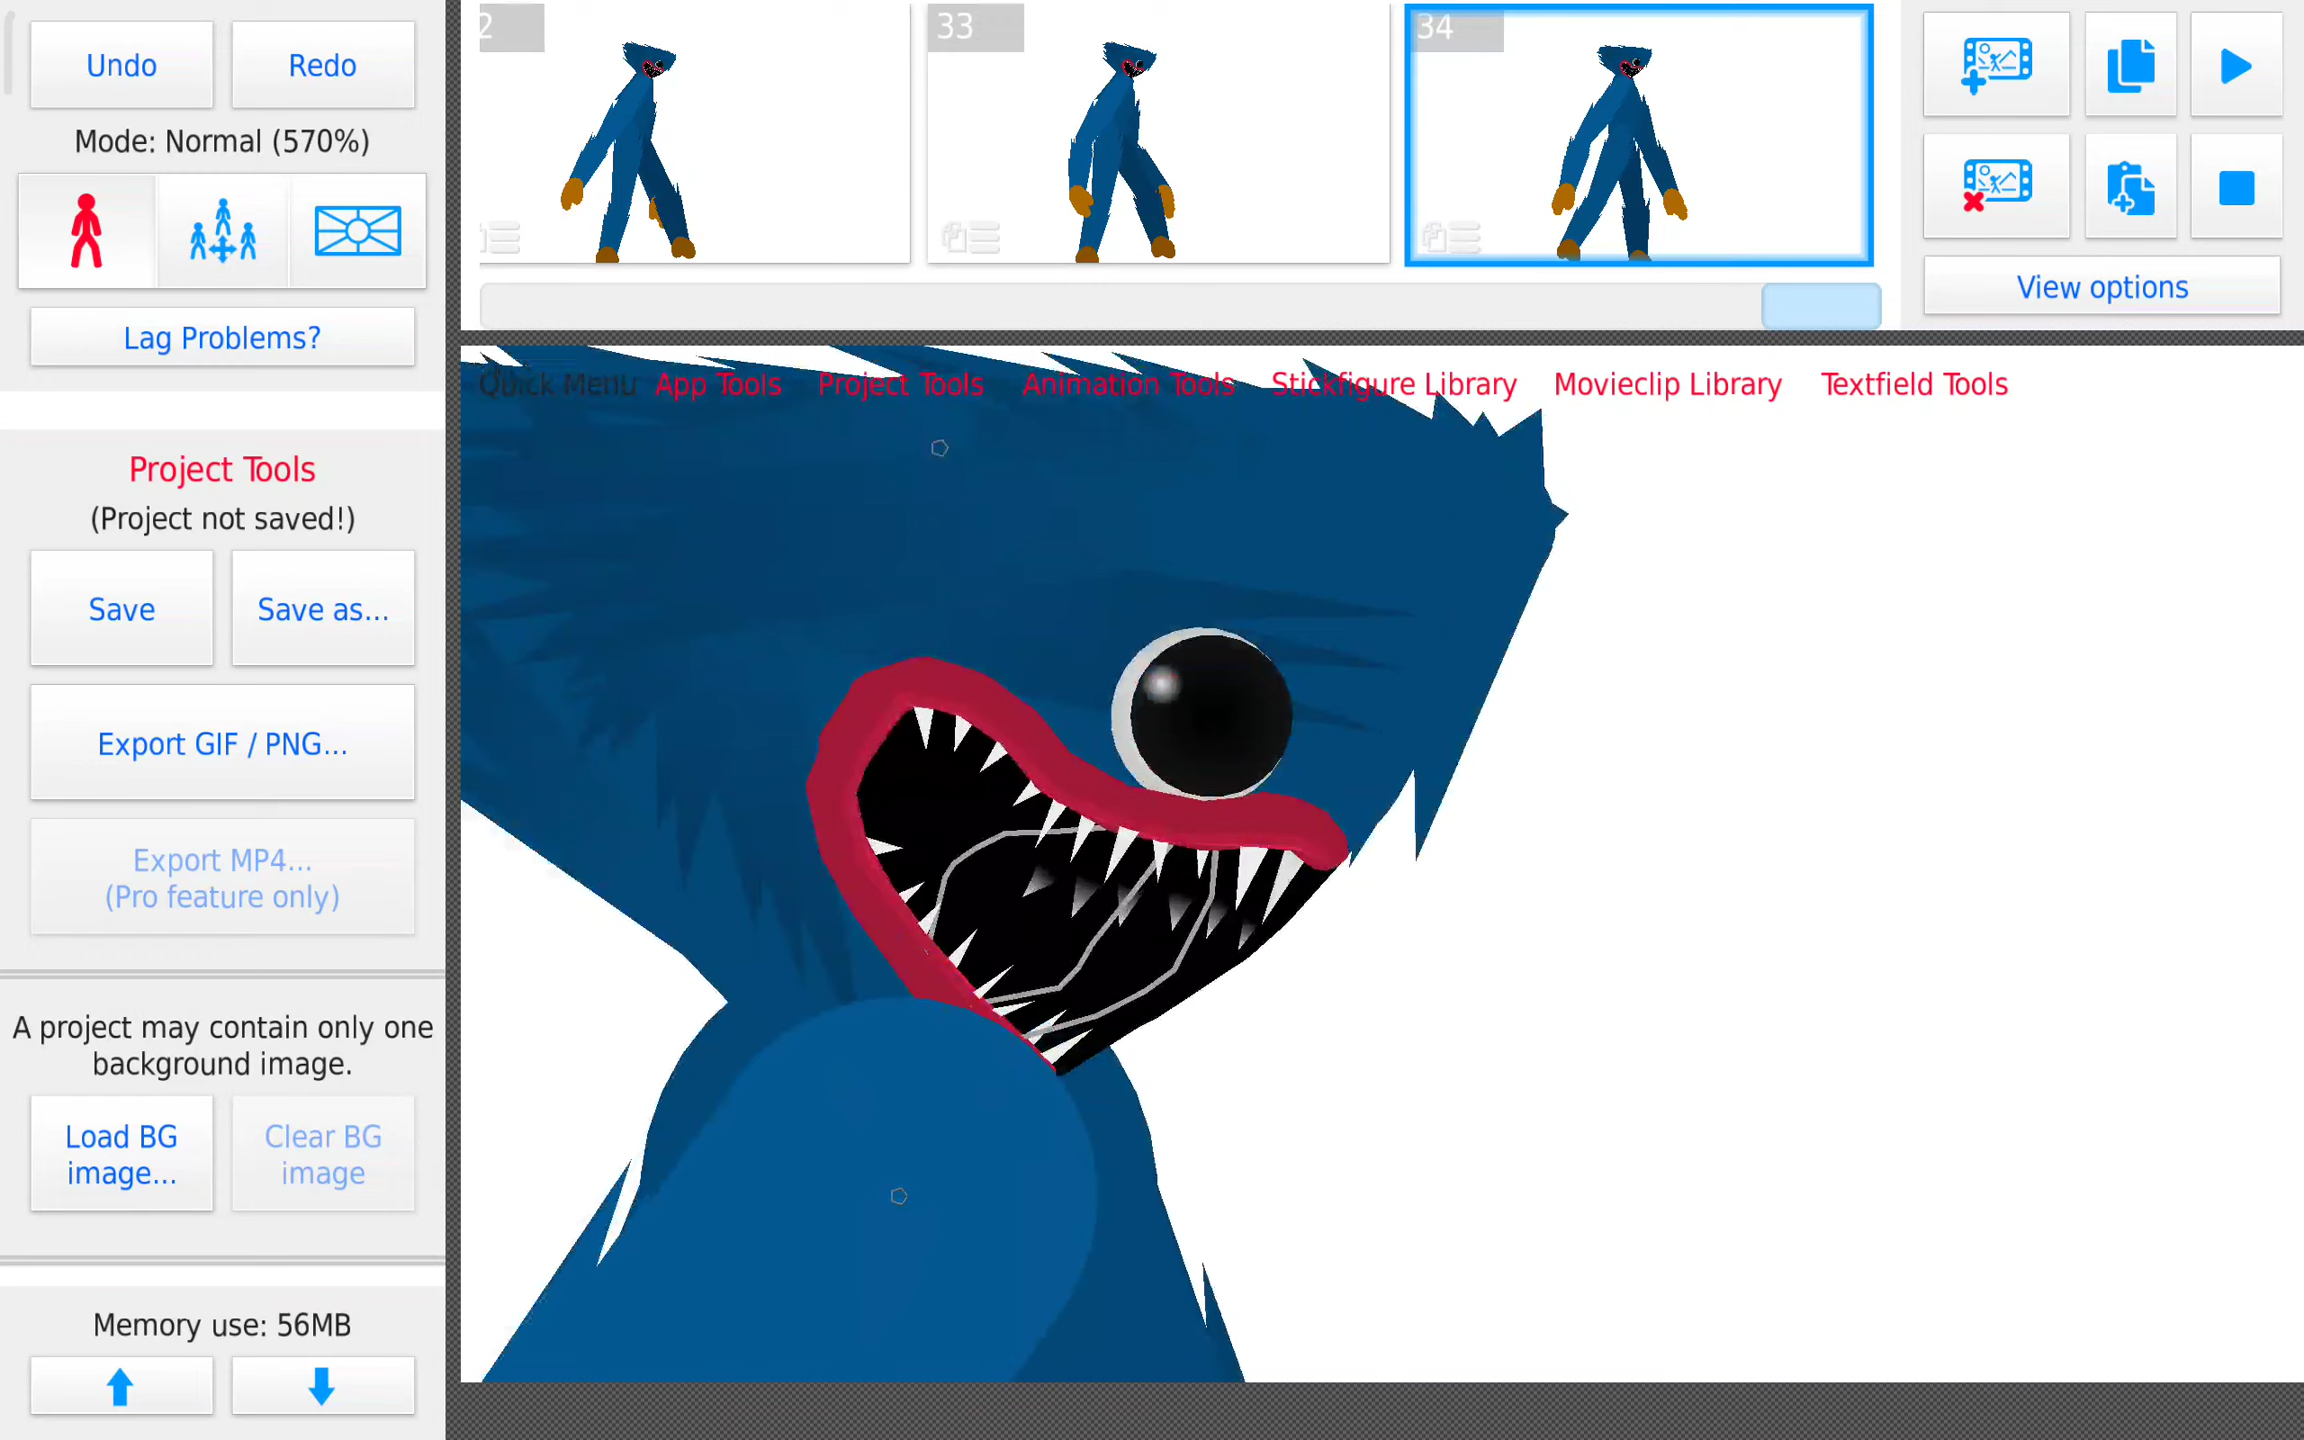 Undo
Redo
Mode: Normal (570%)
Lag Problems?
2
33
34
View options
Quick Menu
App Tools
Project Tools
Animation Tools
Stickfigure Library
Movieclip Library
Textfield Tools
Project Tools
(Project not saved!)
Save
Save as...
Export GIF / PNG...
Export MP4...
(Pro feature only)
A project may contain only one
background image.
Load BG
image...
Clear BG
image
Memory use: 56MB